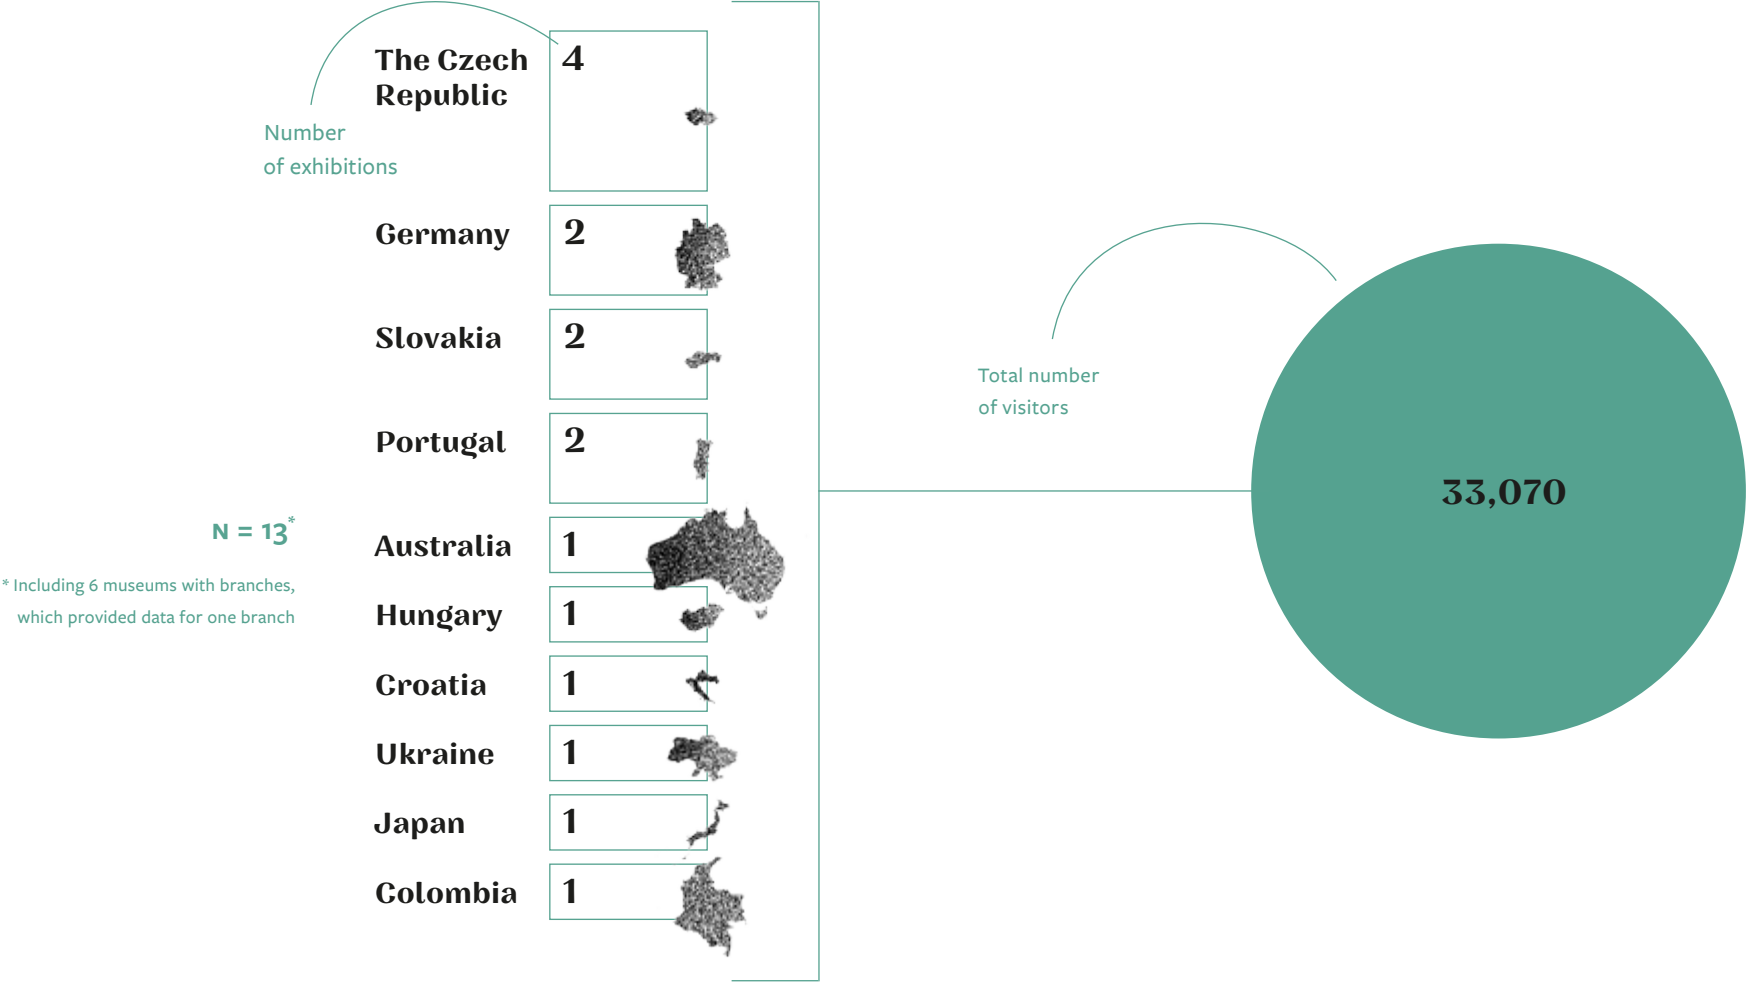 The Czech
Republic
4
Number
of exhibitions
Germany
2
Slovakia
2
Portugal
2
Australia
1
Hungary
1
Croatia
1
Ukraine
1
Japan
1
Colombia
1
N = 13*
* Including 6 museums with branches,
which provided data for one branch
Total number
of visitors
33,070